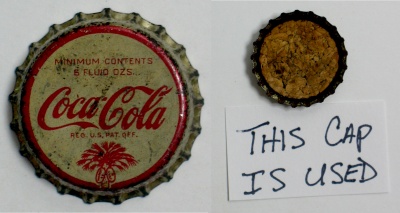 MINIMUM CONTENTS
6 FLUID OZS.
Coca-Cola
REG. U.S. PAT. OFF.
THIS CAP
IS USED